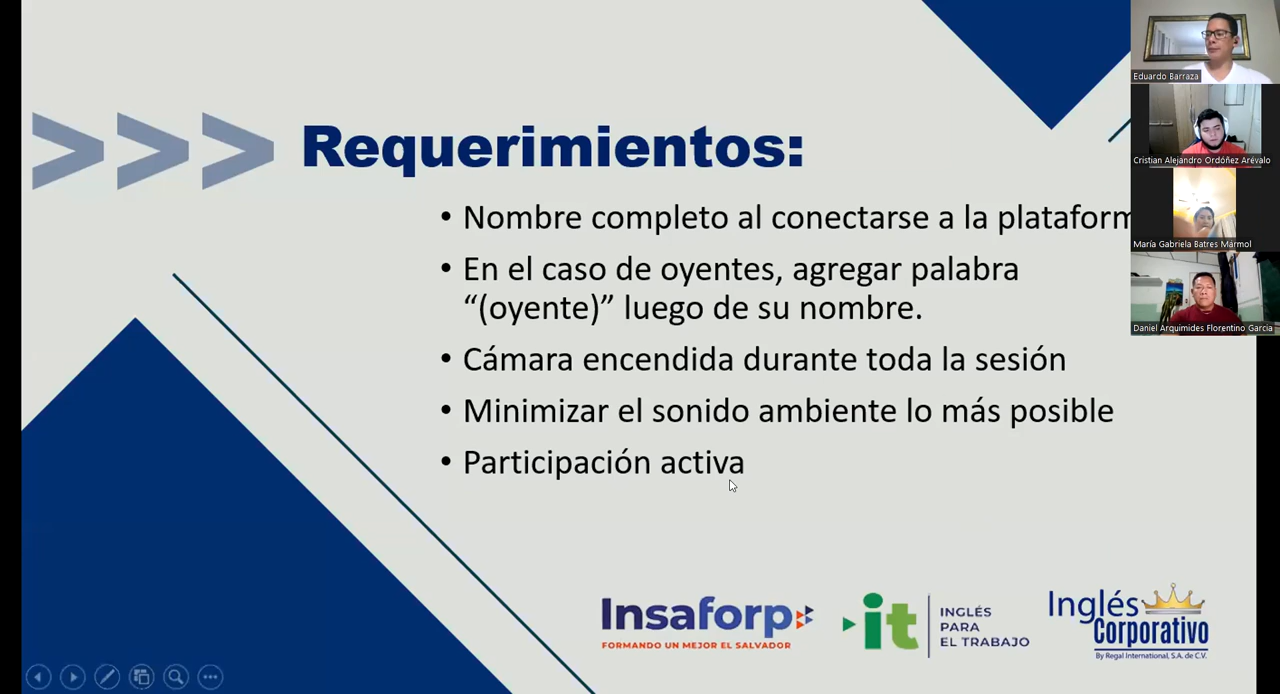 >>> Requerimientos:
• Nombre completo al conectarse a la plataform
• En el caso de oyentes, agregar palabra
“(oyente)” luego de su nombre.
• Cámara encendida durante toda la sesión
• Minimizar el sonido ambiente lo más posible
• Participación activa
Insaforp
FORMANDO UN MEJOR EL SALVADOR
it
INGLÉS
PARA
EL TRABAJO
Inglés
Corporativo
By Regal International, S.A. de C.V.
Eduardo Barraza
Cristian Alejandro Ordóñez Arévalo
María Gabriela Batres Mármol
Daniel Arquimides Florentino Garcia